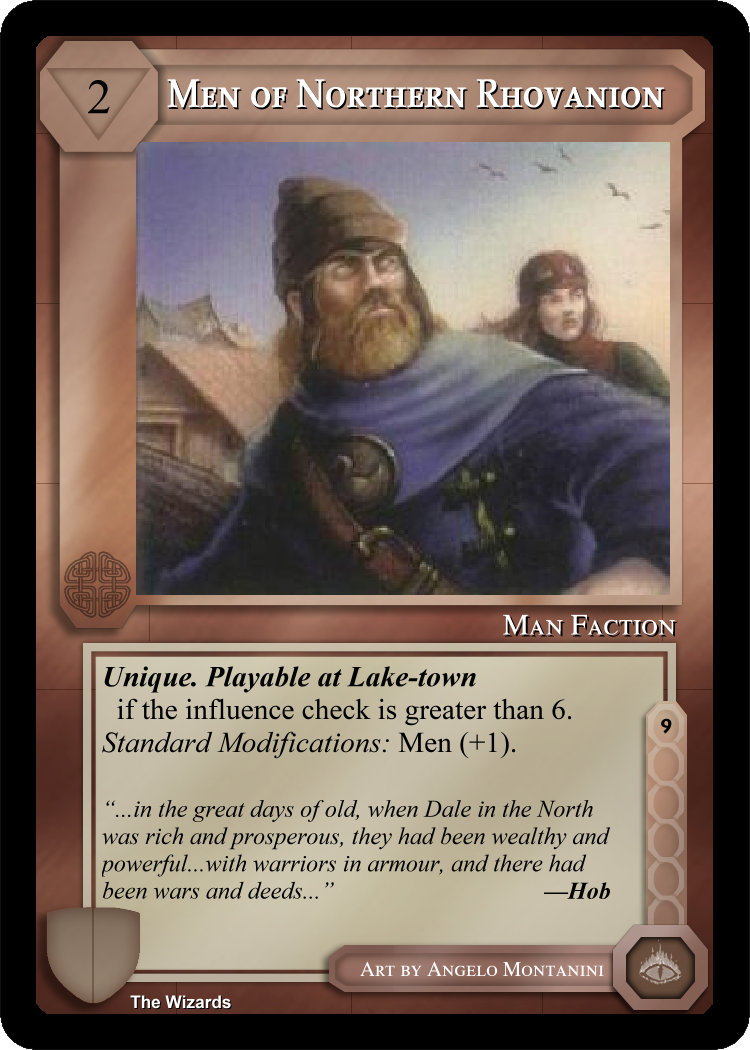 2
Men of Northern Rhovanion
Man Faction
Unique. Playable at Lake-town
if the influence check is greater than 6.
Standard Modifications: Men (+1).
9
“...in the great days of old, when Dale in the North
was rich and prosperous, they had been wealthy and
powerful...with warriors in armour, and there had
been wars and deeds...” —Hob
Art by Angelo Montanini
The Wizards